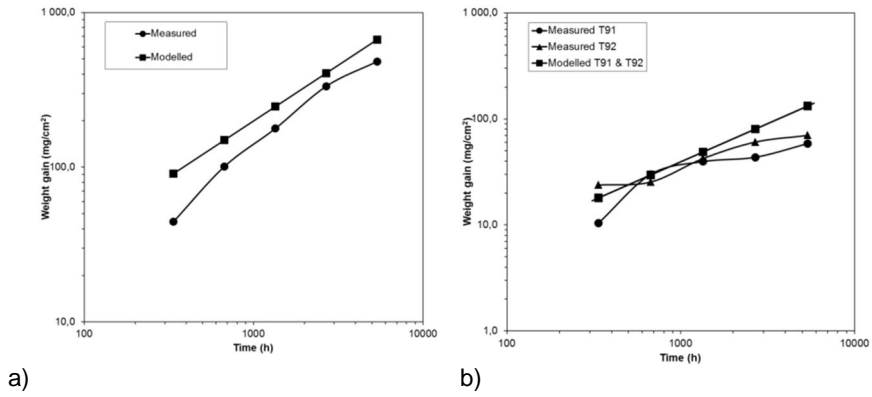 1 000,0
100,0
10,0
Weight gain (mg/cm²)
Measured
Modelled
100
1000
10000
Time (h)
a)
1 000,0
100,0
10,0
1,0
Weight gain (mg/cm²)
Measured T91
Measured T92
Modelled T91 & T92
100
1000
10000
Time (h)
b)